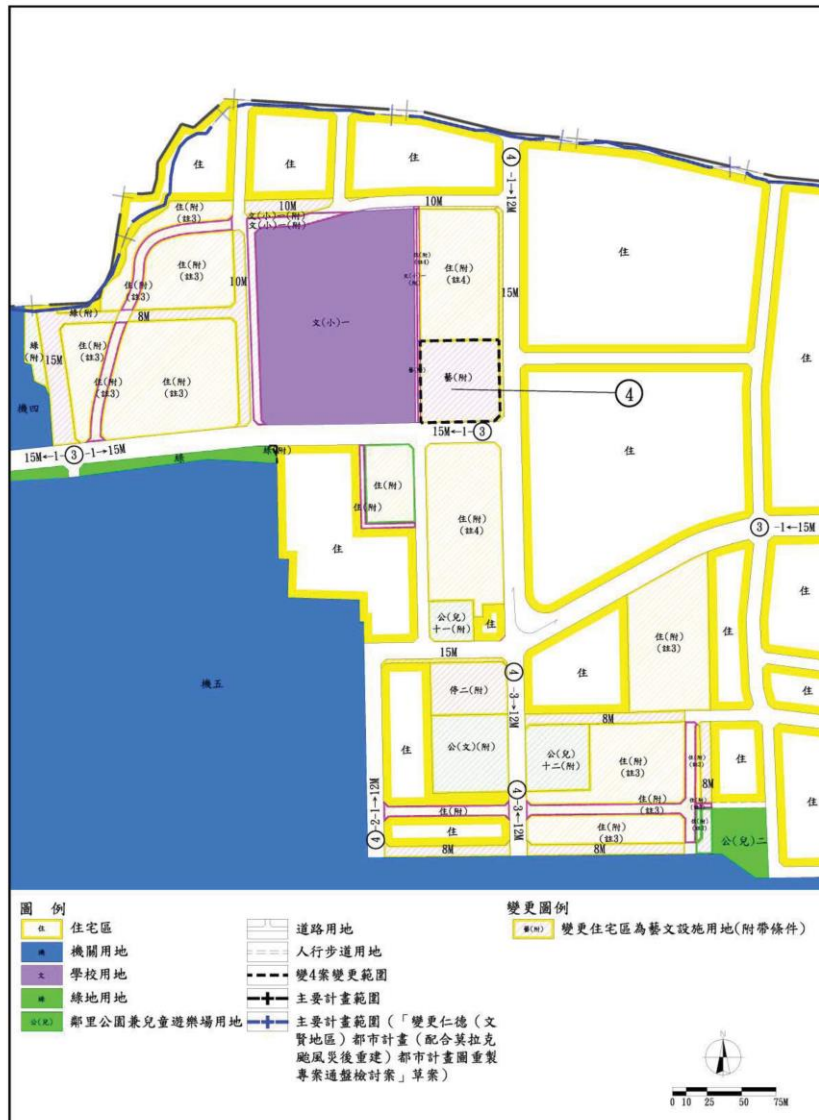 住
住
住
④-1→12M
住(附)
(註3)
10M
10M
文(小)一(附)
文(小)一(附)
住
住(附)
(註3)
10M
住(附)
(註4)
15M
文(小)一
綠(附)
8M
綠
(附)
15M
住(附)
(註3)
住(附)
(註3)
住(附)
(註3)
藝(附)
④
住
機四
15M←1-③
住
15M←1-③-1→15M
綠
綠(附)
住(附)
住(附)
住
住(附)
(註4)
住
③-1←15M
公(兒)
十一(附)
住
住(附)
(註3)
住
住
15M
住
住
機五
停二(附)
④-3→12M
8M
住
公(文)(附)
公(兒)
十二(附)
住(附)
(註3)
8M
住
住
④-2-1→12M
④-3←12M
住(附)
住(附)
(註3)
住
住(附)
(註3)
8M
8M
公(兒)二
圖 例
住 住宅區
機 機關用地
文 學校用地
綠 綠地用地
公(兒) 鄰里公園兼兒童遊樂場用地
道路用地
人行步道用地
變4案變更範圍
主要計畫範圍
主要計畫範圍(「變更仁德(文
賢地區)都市計畫(配合莫拉克
颱風災後重建)都市計畫圖重製
專案通盤檢討案」草案)
變更圖例
藝(附) 變更住宅區為藝文設施用地(附帶條件)
N
0 10 25 50 75M